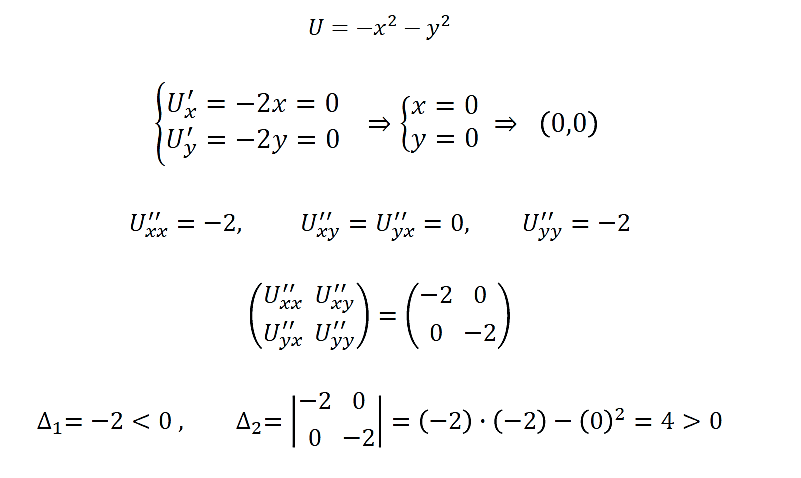 U = −x² − y²
{U′ₓ = −2x = 0
{U′ᵧ = −2y = 0 ⇒ {x = 0
{y = 0 ⇒ (0,0)
U″ₓₓ = −2, U″ₓᵧ = U″ᵧₓ = 0, U″ᵧᵧ = −2
(U″ₓₓ U″ₓᵧ
U″ᵧₓ U″ᵧᵧ) = (−2 0
0 −2)
Δ₁= −2 < 0 , Δ₂= |−2 0
0 −2| = (−2) · (−2) − (0)² = 4 > 0